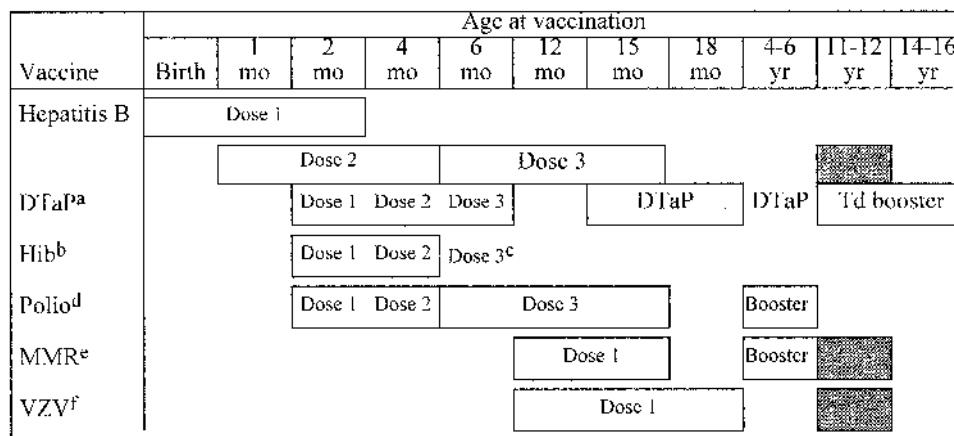 Age at vaccination
1 2 4 6 12 15 18 4-6 11-12 14-16
Vaccine Birth mo mo mo mo mo mo mo yr yr yr
Hepatitis B Dose 1
Dose 2 Dose 3
DTaPa Dose 1 Dose 2 Dose 3 DTaP DTaP Td booster
Hibb Dose 1 Dose 2 Dose 3c
Poliod Dose 1 Dose 2 Dose 3 Booster
MMRe Dose 1 Booster
VZVf Dose 1